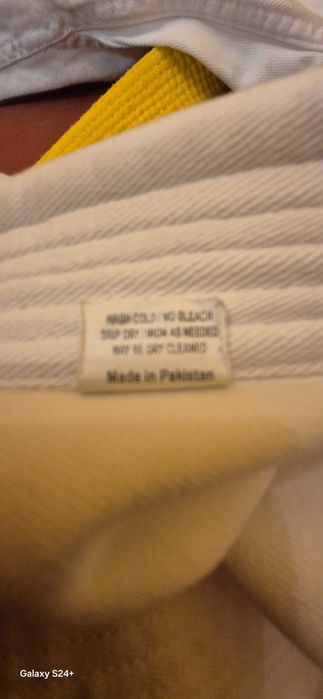 WASH COLD / NO BLEACH
DRIP DRY / IRON AS NEEDED
MAY BE DRY CLEANED
Made in Pakistan
Galaxy S24+